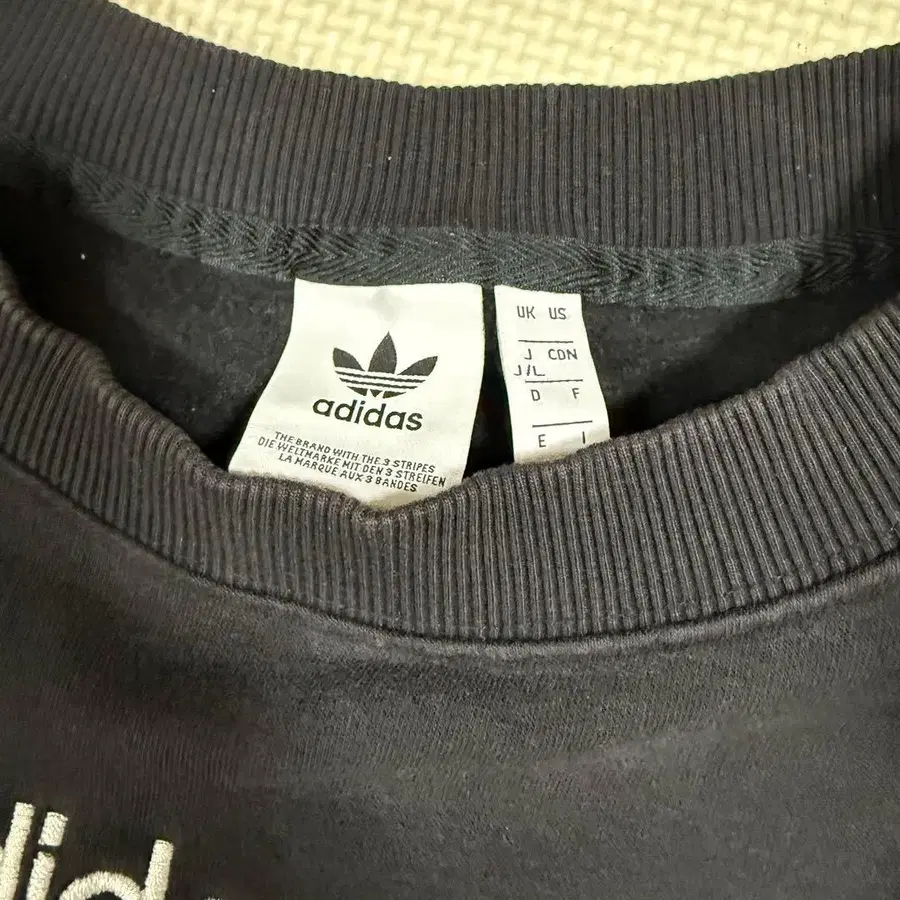 adidas
THE BRAND WITH THE 3 STRIPES
DIE WELTMARKE MIT DEN 3 STREIFEN
LA MARQUE AUX 3 BANDES
UK US
J CDN
J/L
D F
E I
did